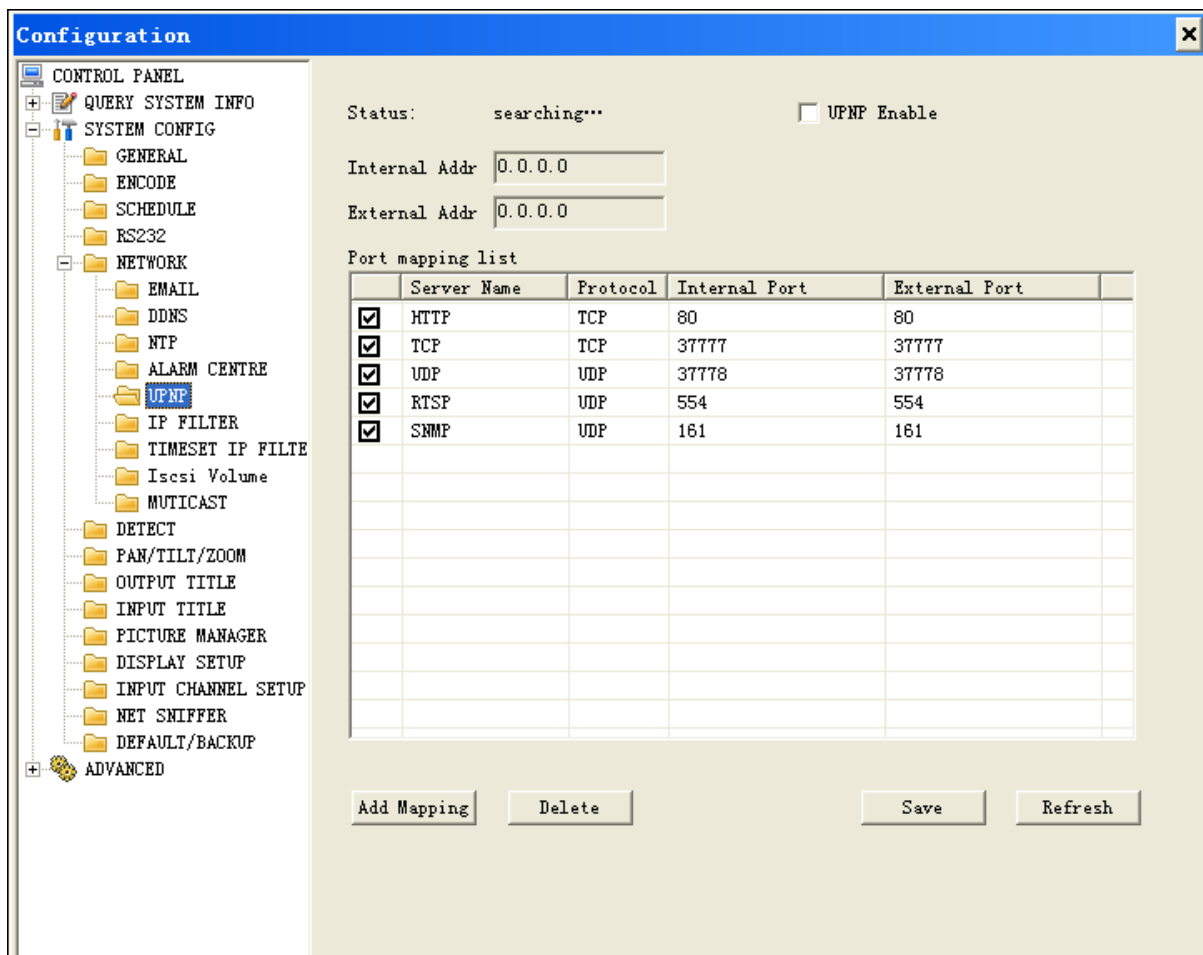 Configuration
CONTROL PANEL
QUERY SYSTEM INFO
SYSTEM CONFIG
GENERAL
ENCODE
SCHEDULE
RS232
NETWORK
EMAIL
DDNS
NTP
ALARM CENTRE
UPNP
IP FILTER
TIMESET IP FILTE
Iscsi Volume
MUTICAST
DETECT
PAN/TILT/ZOOM
OUTPUT TITLE
INPUT TITLE
PICTURE MANAGER
DISPLAY SETUP
INPUT CHANNEL SETUP
NET SNIFFER
DEFAULT/BACKUP
ADVANCED
Status: searching··· UPNP Enable
Internal Addr 0.0.0.0
External Addr 0.0.0.0
Port mapping list
Server Name Protocol Internal Port External Port
HTTP TCP 80 80
TCP TCP 37777 37777
UDP UDP 37778 37778
RTSP UDP 554 554
SNMP UDP 161 161
Add Mapping Delete Save Refresh